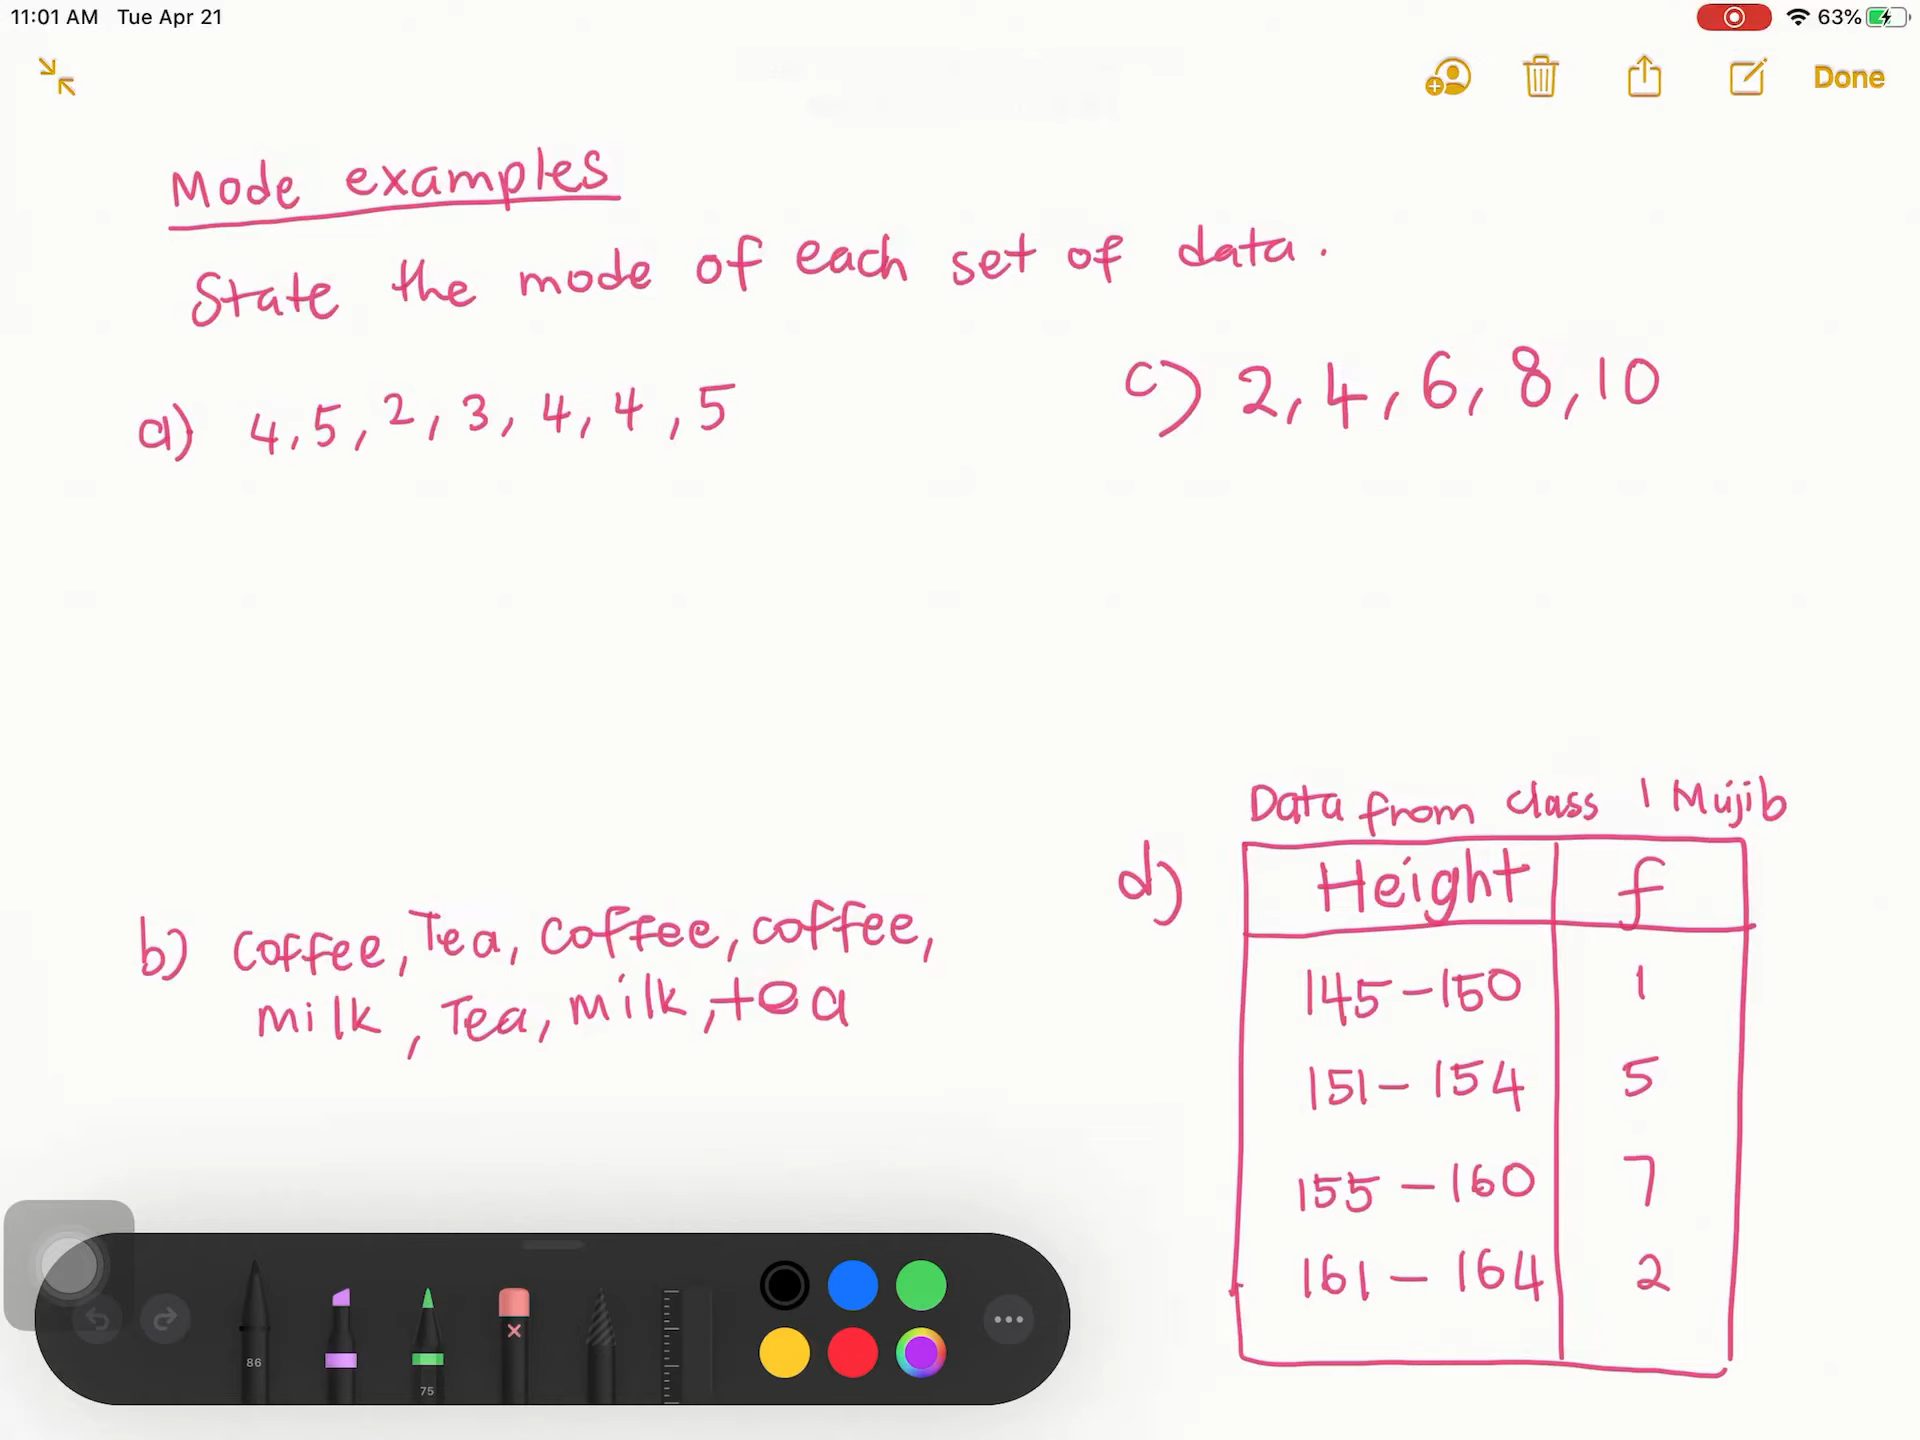 11:01 AM Tue Apr 21
63%
Done
Mode examples
State the mode of each set of data.
a) 4, 5, 2, 3, 4, 4, 5
c) 2, 4, 6, 8, 10
b) Coffee, Tea, Coffee, coffee,
milk, Tea, milk, tea
Data from class 1 Mujib
d)
Height f
145-150 1
151-154 5
155-160 7
161-164 2
86
75